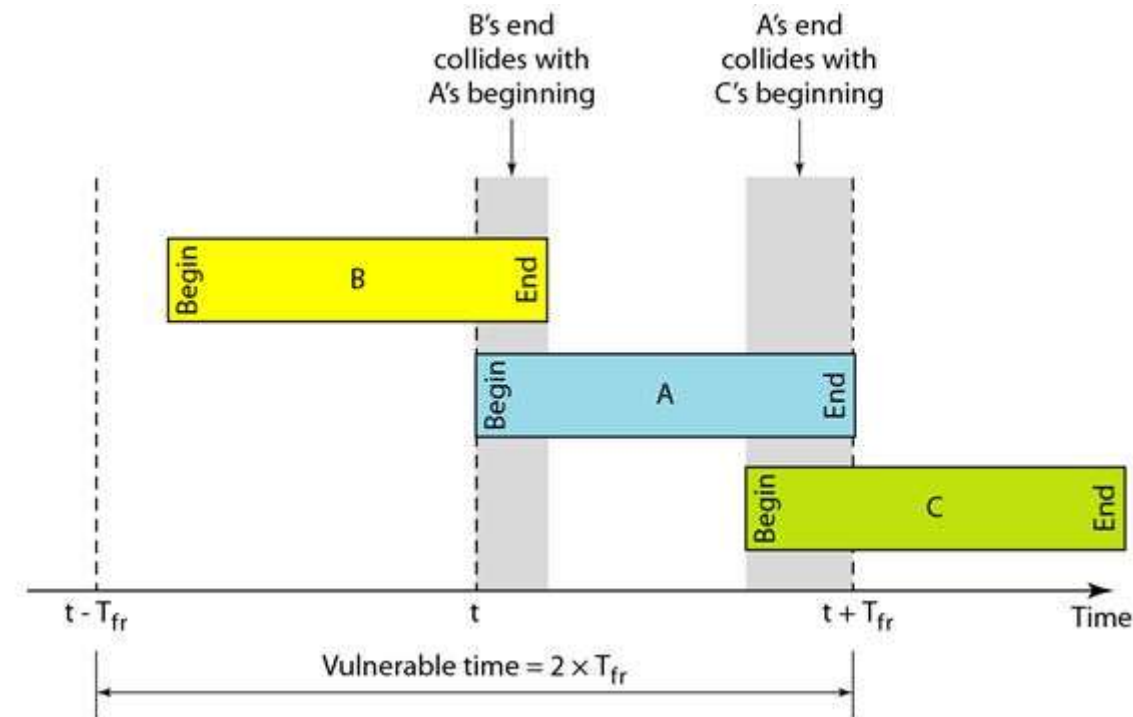 B's end
collides with
A's beginning
A's end
collides with
C's beginning
Begin
B
End
Begin
A
End
Begin
C
End
t - Tfr
t
t + Tfr
Time
Vulnerable time = 2 × Tfr